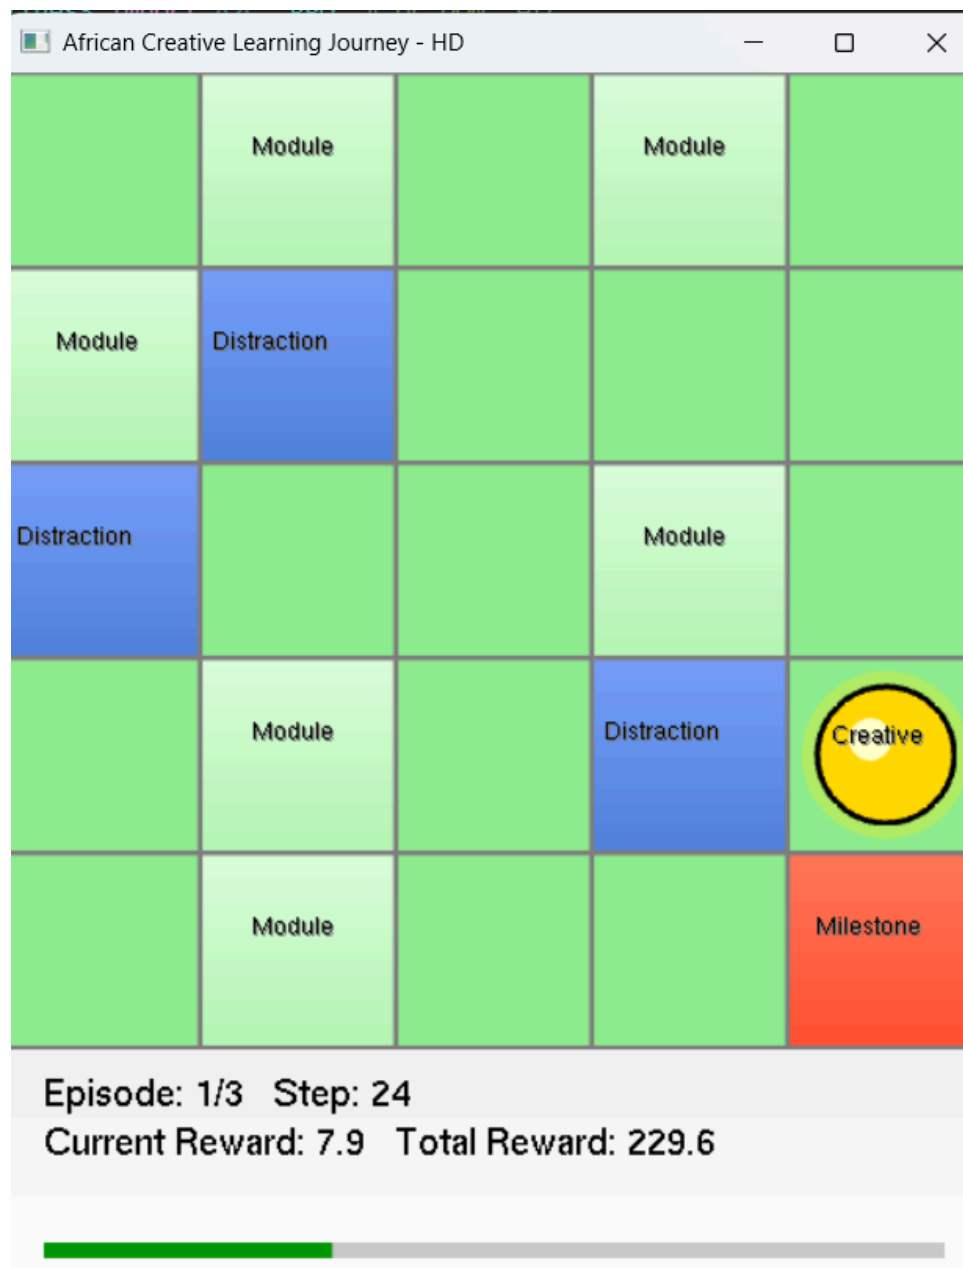 African Creative Learning Journey - HD
Module Module
Module Distraction
Distraction Module
Module Distraction Creative
Module Milestone
Episode: 1/3 Step: 24
Current Reward: 7.9 Total Reward: 229.6